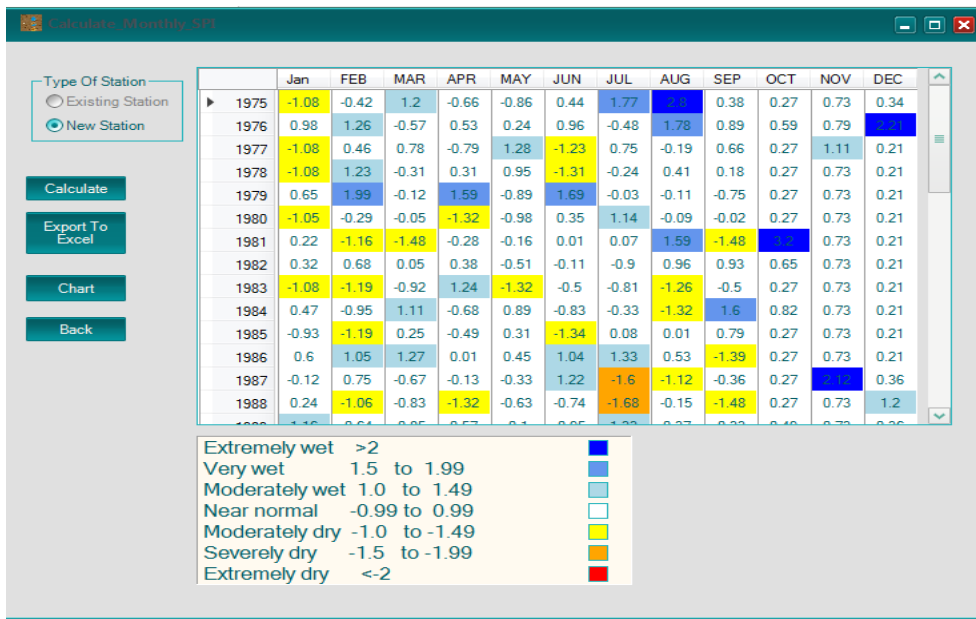 Calculate Monthly SPI
Type Of Station
Existing Station
New Station
Calculate
Export To
Excel
Chart
Back
Jan FEB MAR APR MAY JUN JUL AUG SEP OCT NOV DEC
1975 -1.08 -0.42 1.2 -0.66 -0.86 0.44 1.77 2.8 0.38 0.27 0.73 0.34
1976 0.98 1.26 -0.57 0.53 0.24 0.96 -0.48 1.78 0.89 0.59 0.79 2.21
1977 -1.08 0.46 0.78 -0.79 1.28 -1.23 0.75 -0.19 0.66 0.27 1.11 0.21
1978 -1.08 1.23 -0.31 0.31 0.95 -1.31 -0.24 0.41 0.18 0.27 0.73 0.21
1979 0.65 1.99 -0.12 1.59 -0.89 1.69 -0.03 -0.11 -0.75 0.27 0.73 0.21
1980 -1.05 -0.29 -0.05 -1.32 -0.98 0.35 1.14 -0.09 -0.02 0.27 0.73 0.21
1981 0.22 -1.16 -1.48 -0.28 -0.16 0.01 0.07 1.59 -1.48 3.2 0.73 0.21
1982 0.32 0.68 0.05 0.38 -0.51 -0.11 -0.9 0.96 0.93 0.65 0.73 0.21
1983 -1.08 -1.19 -0.92 1.24 -1.32 -0.5 -0.81 -1.26 -0.5 0.27 0.73 0.21
1984 0.47 -0.95 1.11 -0.68 0.89 -0.83 -0.33 -1.32 1.6 0.82 0.73 0.21
1985 -0.93 -1.19 0.25 -0.49 0.31 -1.34 0.08 0.01 0.79 0.27 0.73 0.21
1986 0.6 1.05 1.27 0.01 0.45 1.04 1.33 0.53 -1.39 0.27 0.73 0.21
1987 -0.12 0.75 -0.67 -0.13 -0.33 1.22 -1.6 -1.12 -0.36 0.27 2.12 0.36
1988 0.24 -1.06 -0.83 -1.32 -0.63 -0.74 -1.68 -0.15 -1.48 0.27 0.73 1.2
Extremely wet >2
Very wet 1.5 to 1.99
Moderately wet 1.0 to 1.49
Near normal -0.99 to 0.99
Moderately dry -1.0 to -1.49
Severely dry -1.5 to -1.99
Extremely dry <-2